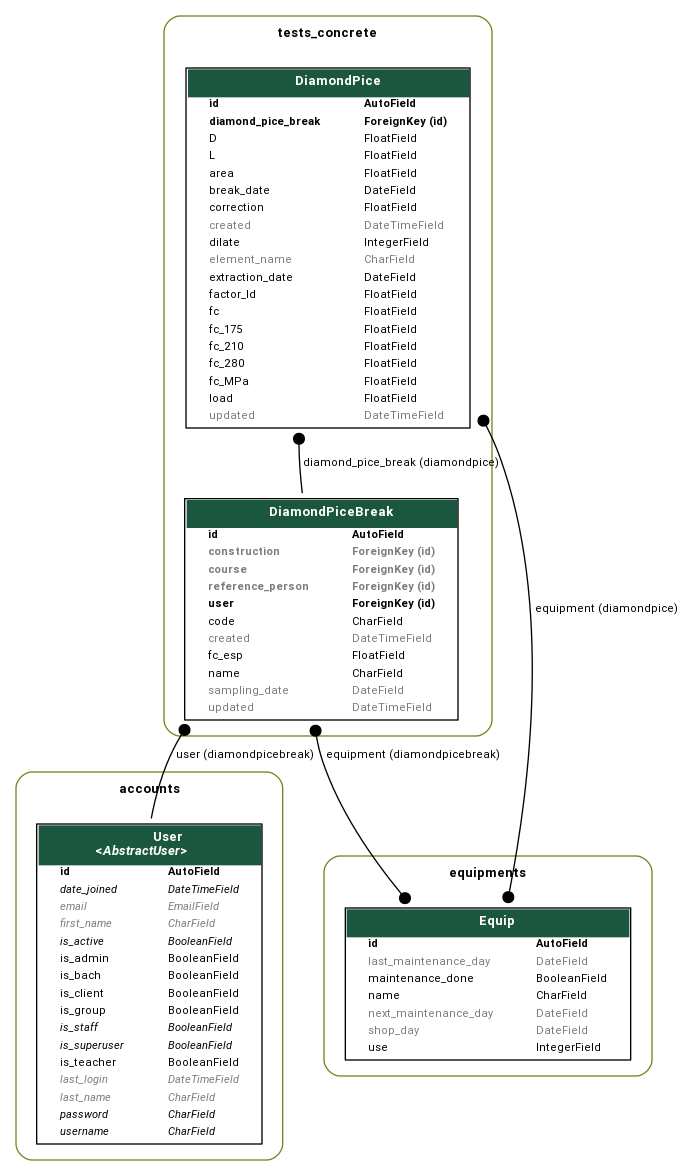 tests_concrete
DiamondPice
id AutoField
diamond_pice_break ForeignKey (id)
D FloatField
L FloatField
area FloatField
break_date DateField
correction FloatField
created DateTimeField
dilate IntegerField
element_name CharField
extraction_date DateField
factor_ld FloatField
fc FloatField
fc_175 FloatField
fc_210 FloatField
fc_280 FloatField
fc_MPa FloatField
load FloatField
updated DateTimeField
diamond_pice_break (diamondpice)
DiamondPiceBreak
id AutoField
construction ForeignKey (id)
course ForeignKey (id)
reference_person ForeignKey (id)
user ForeignKey (id)
code CharField
created DateTimeField
fc_esp FloatField
name CharField
sampling_date DateField
updated DateTimeField
equipment (diamondpice)
user (diamondpicebreak)
equipment (diamondpicebreak)
accounts
User
<AbstractUser>
id AutoField
date_joined DateTimeField
email EmailField
first_name CharField
is_active BooleanField
is_admin BooleanField
is_bach BooleanField
is_client BooleanField
is_group BooleanField
is_staff BooleanField
is_superuser BooleanField
is_teacher BooleanField
last_login DateTimeField
last_name CharField
password CharField
username CharField
equipments
Equip
id AutoField
last_maintenance_day DateField
maintenance_done BooleanField
name CharField
next_maintenance_day DateField
shop_day DateField
use IntegerField